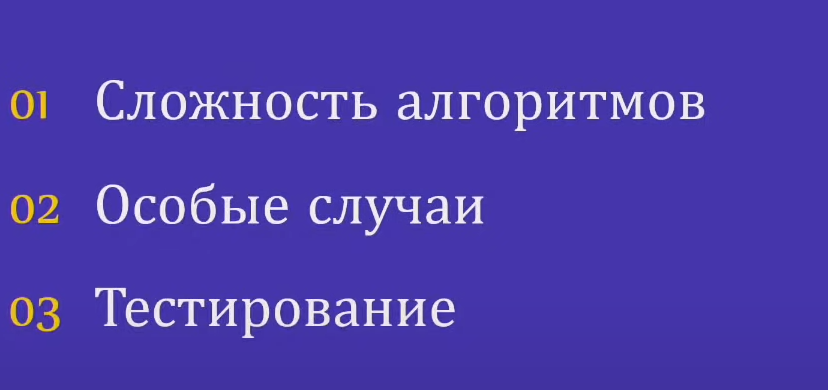 01 Сложность алгоритмов
02 Особые случаи
03 Тестирование